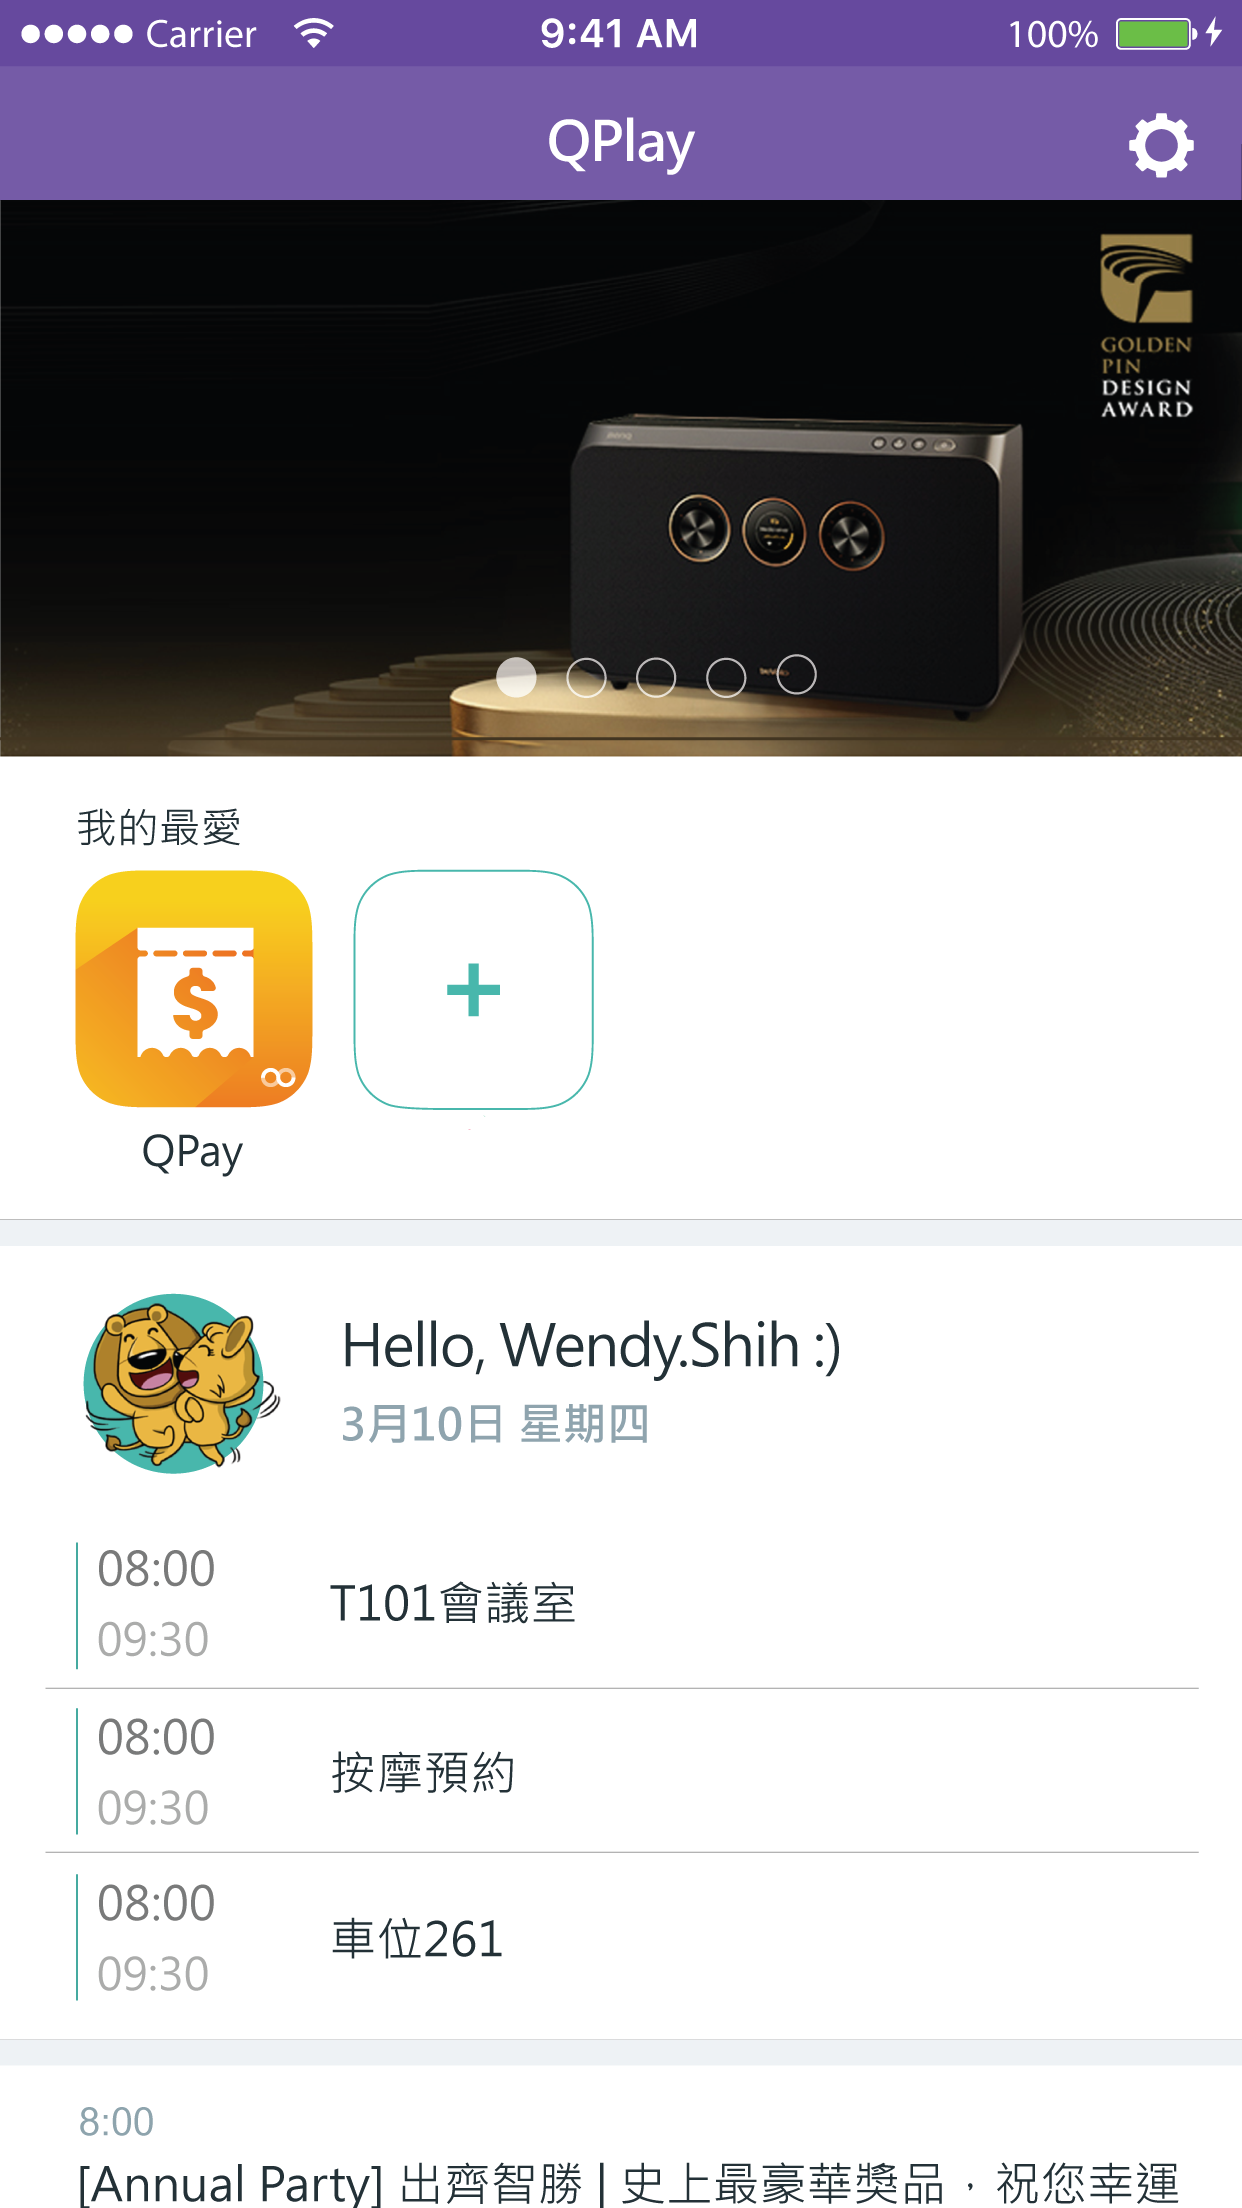 Carrier
9:41 AM
100%
QPlay
GOLDEN
PIN
DESIGN
AWARD
我的最愛
QPay
Hello, Wendy.Shih :)
3月10日 星期四
08:00
09:30
T101會議室
08:00
09:30
按摩預約
08:00
09:30
車位261
8:00
[Annual Party] 出齊智勝 | 史上最豪華獎品，祝您幸運